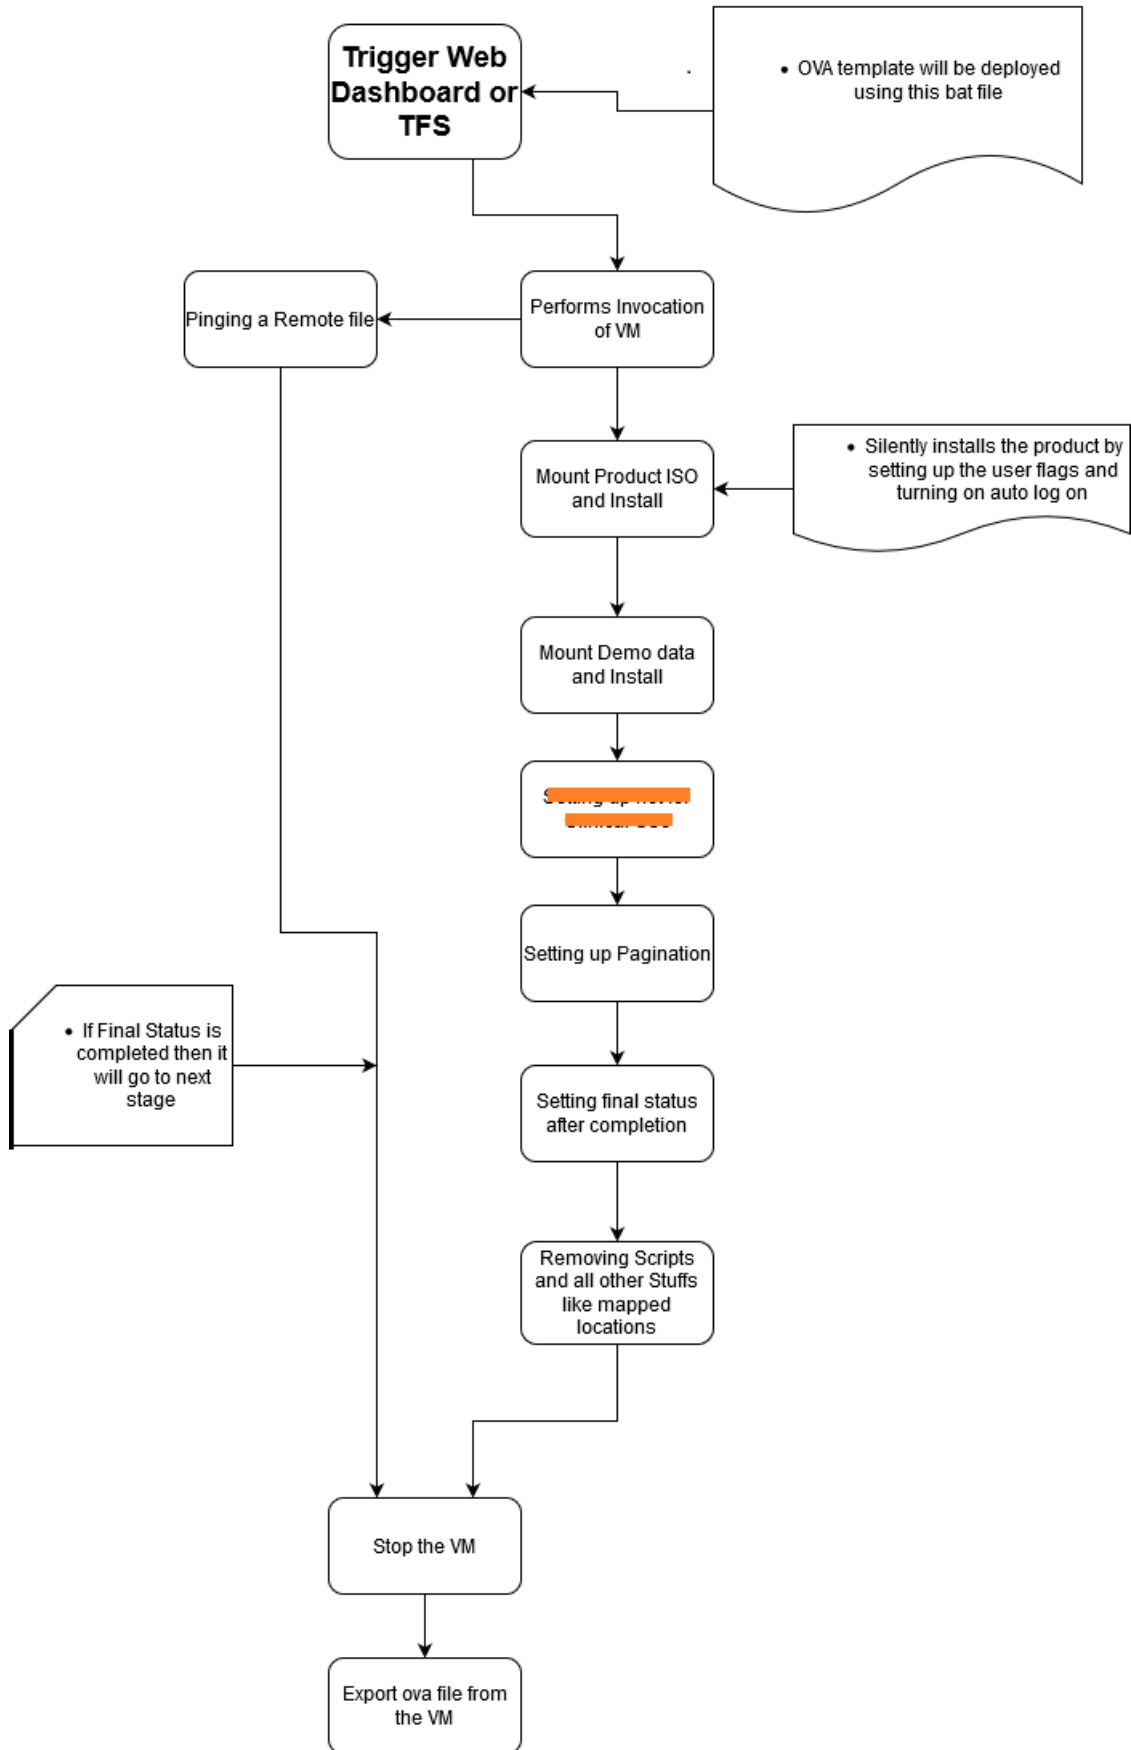 Trigger Web
Dashboard or
TFS
• OVA template will be deployed
using this bat file
Pinging a Remote file
Performs Invocation
of VM
Mount Product ISO
and Install
• Silently installs the product by
setting up the user flags and
turning on auto log on
Mount Demo data
and Install
Setting up Pagination
• If Final Status is
completed then it
will go to next
stage
Setting final status
after completion
Removing Scripts
and all other Stuffs
like mapped
locations
Stop the VM
Export ova file from
the VM